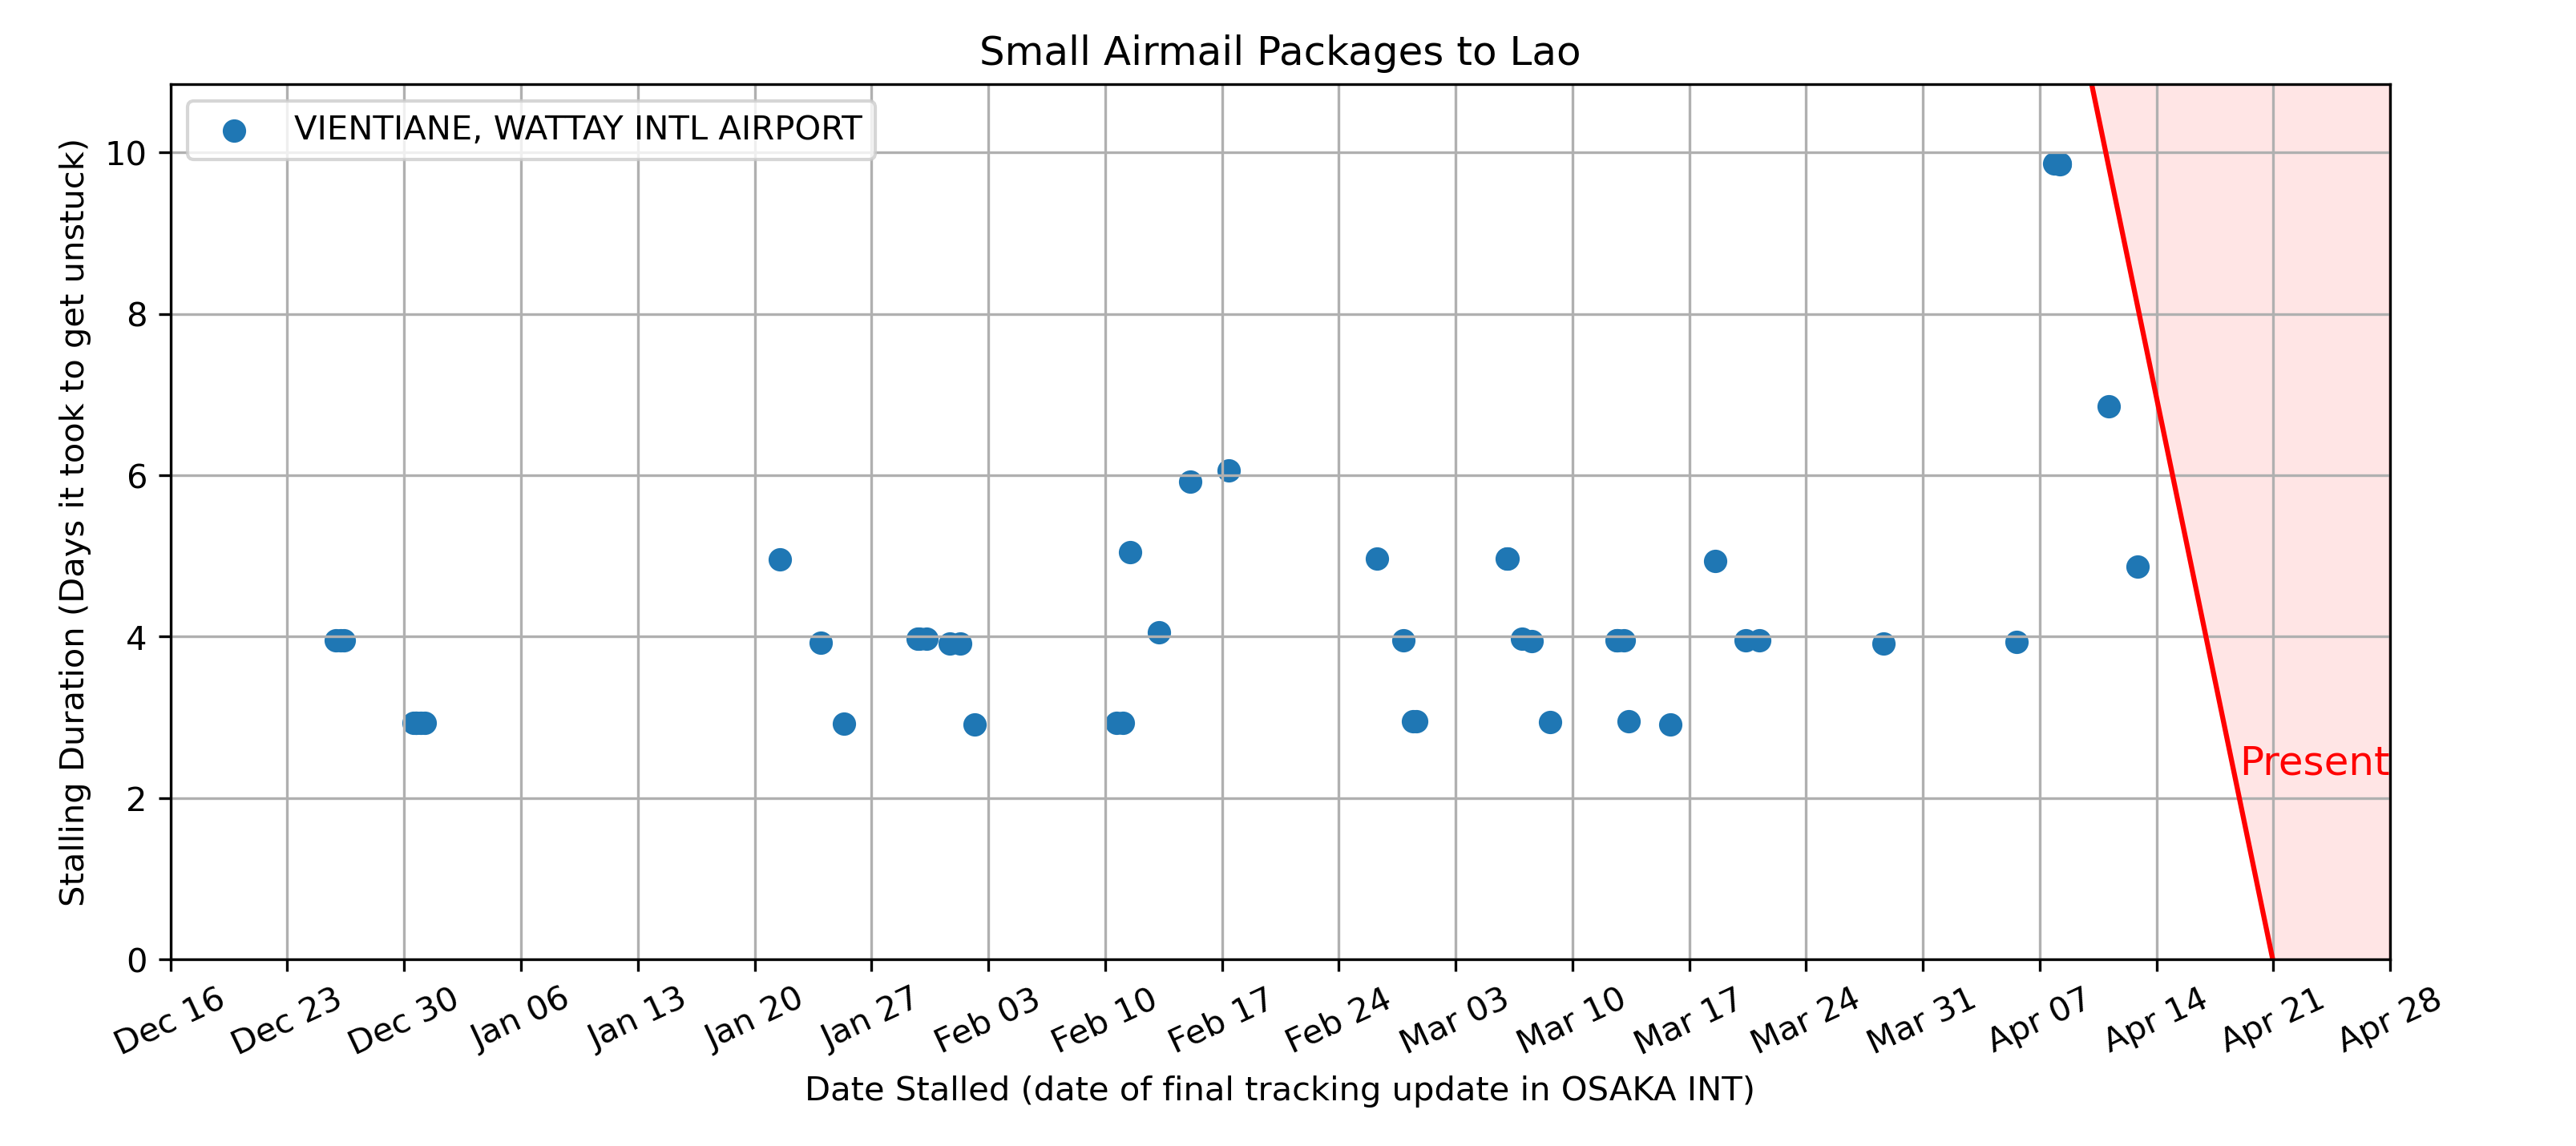 Small Airmail Packages to Lao
VIENTIANE, WATTAY INTL AIRPORT
Stalling Duration (Days it took to get unstuck)
10
8
6
4
2
0
Present
Dec 16
Dec 23
Dec 30
Jan 06
Jan 13
Jan 20
Jan 27
Feb 03
Feb 10
Feb 17
Feb 24
Mar 03
Mar 10
Mar 17
Mar 24
Mar 31
Apr 07
Apr 14
Apr 21
Apr 28
Date Stalled (date of final tracking update in OSAKA INT)